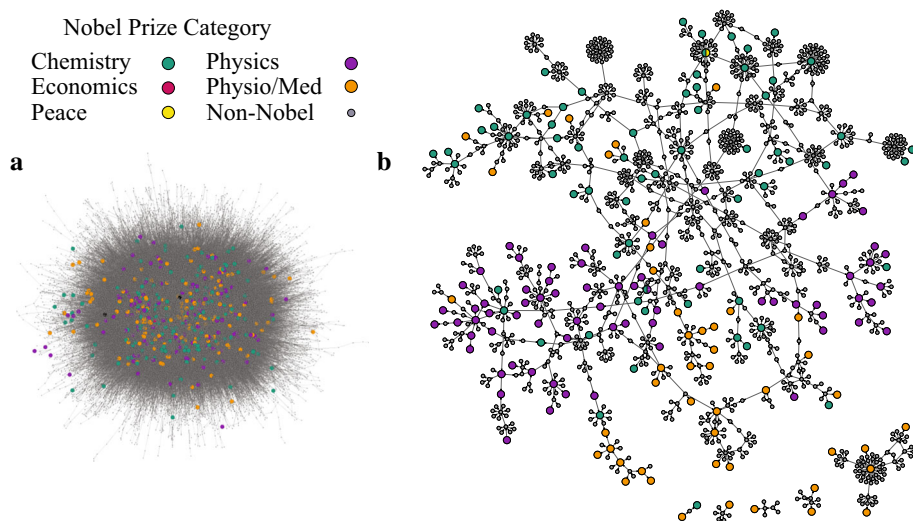 Nobel Prize Category
Chemistry Physics
Economics Physio/Med
Peace Non-Nobel
a
b